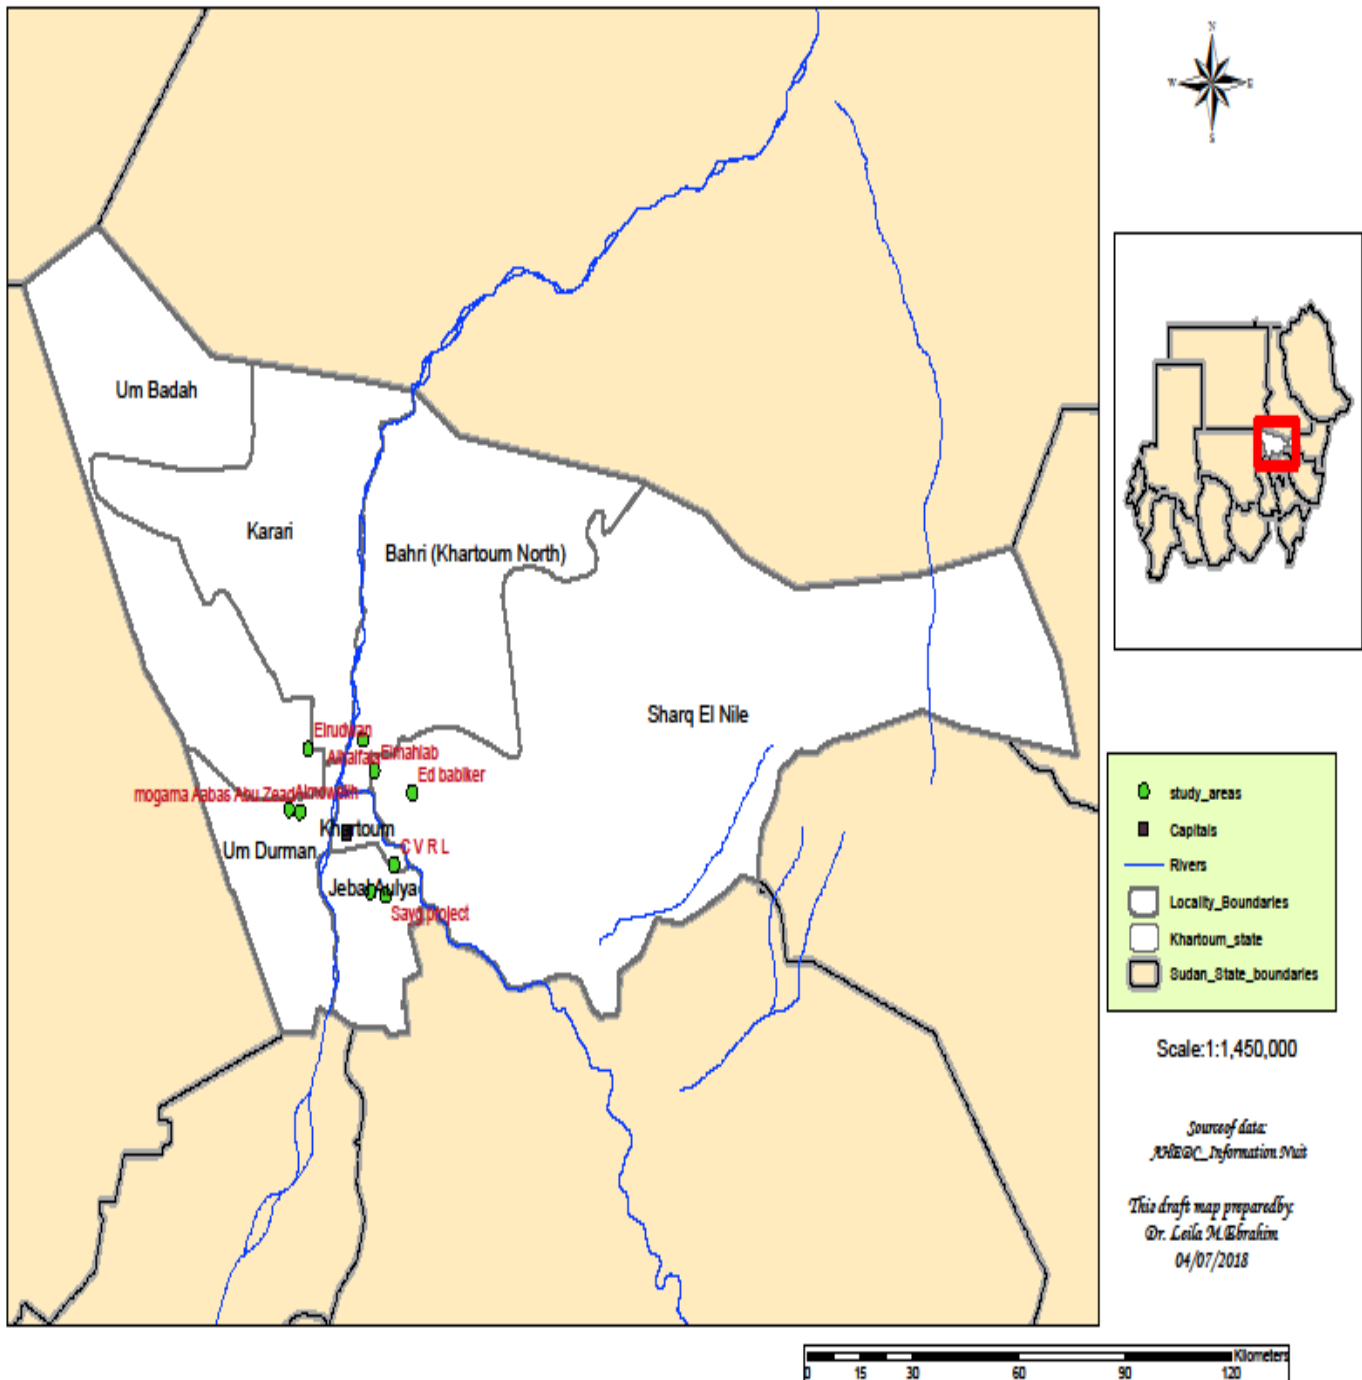 N
W E
S
Um Badah
Karari
Bahri (Khartoum North)
Sharq El Nile
Elrudwan
Alhalfaia
Elmahlab
Ed babiker
mogama Aabas Abu Zead
Khartoum
Um Durman
C V R L
Jebal Aulya
Sayg project
study_areas
Capitals
Rivers
Locality_Boundaries
Khartoum_state
Sudan_State_boundaries
Scale:1:1,450,000
Sourceof data:
AHEDC_Information Nuit
This draft map preparedby:
Dr. Leila M.Ebrahim
04/07/2018
Kilometers
0 15 30 60 90 120